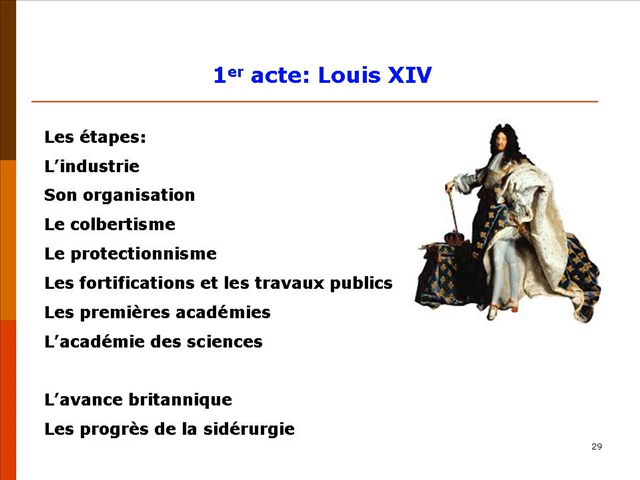 1er acte: Louis XIV
Les étapes:
L’industrie
Son organisation
Le colbertisme
Le protectionnisme
Les fortifications et les travaux publics
Les premières académies
L’académie des sciences
L’avance britannique
Les progrès de la sidérurgie
29